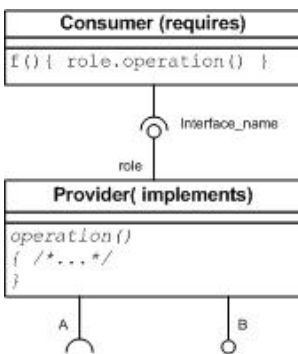 Consumer (requires)
f(){ role.operation() }
Interface_name
role
Provider( implements)
operation()
{ /*...*/
}
A
B